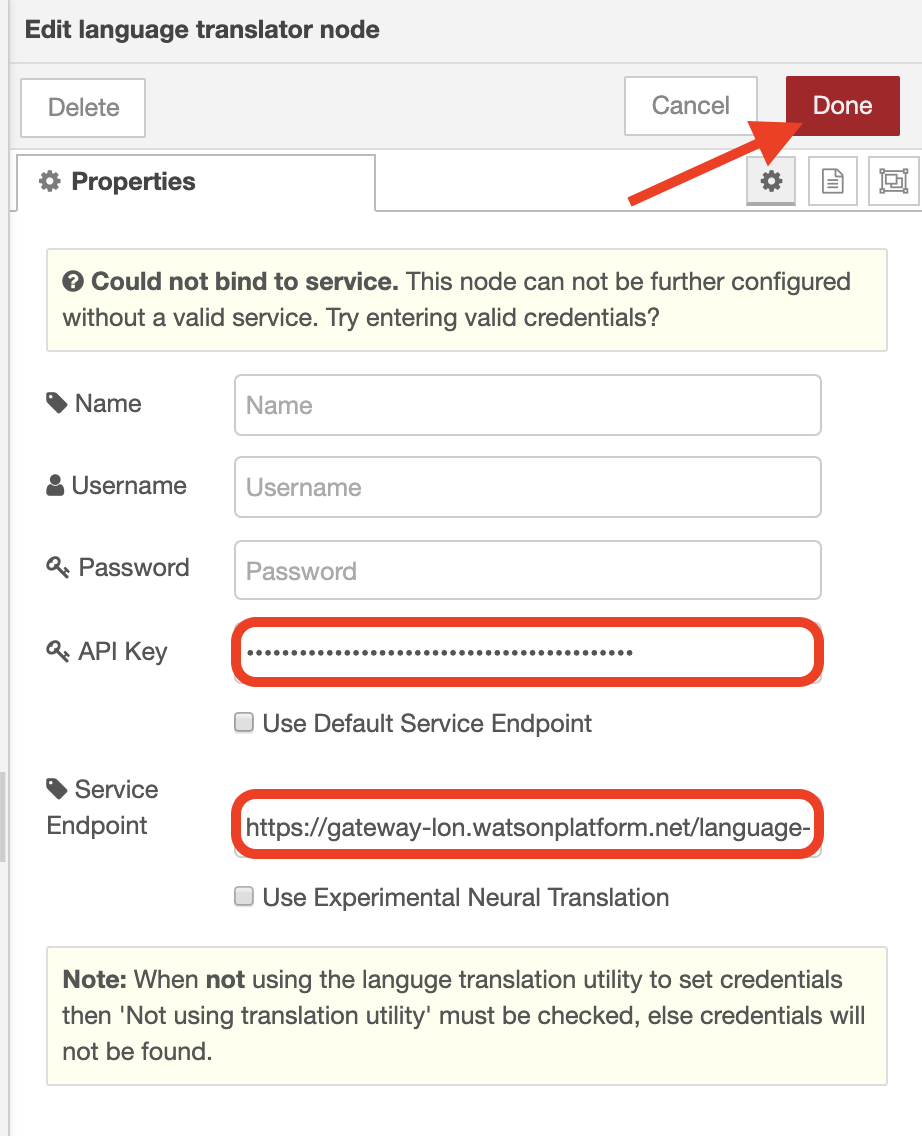 Edit language translator node
Delete
Cancel
Done
Properties
Could not bind to service. This node can not be further configured
without a valid service. Try entering valid credentials?
Name
Name
Username
Username
Password
Password
API Key
••••••••••••••••••••••••••••••••••••••••••••
Use Default Service Endpoint
Service
Endpoint
https://gateway-lon.watsonplatform.net/language-
Use Experimental Neural Translation
Note: When not using the languge translation utility to set credentials
then 'Not using translation utility' must be checked, else credentials will
not be found.